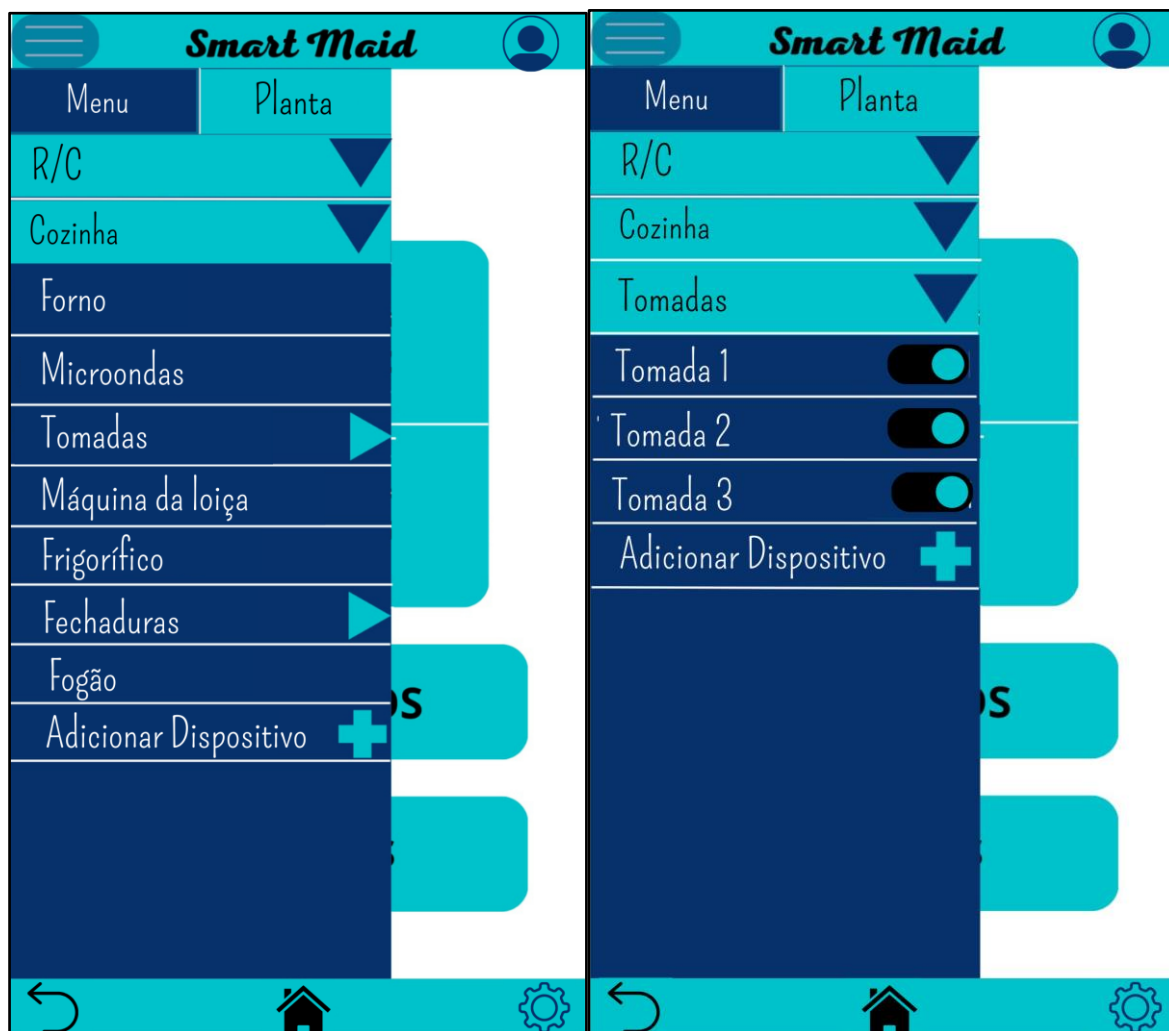 Smart Maid
Menu Planta
R/C
Cozinha
Forno
Microondas
Tomadas
Máquina da loiça
Frigorífico
Fechaduras
Fogão
Adicionar Dispositivo
os
Smart Maid
Menu Planta
R/C
Cozinha
Tomadas
Tomada 1
Tomada 2
Tomada 3
Adicionar Dispositivo
os